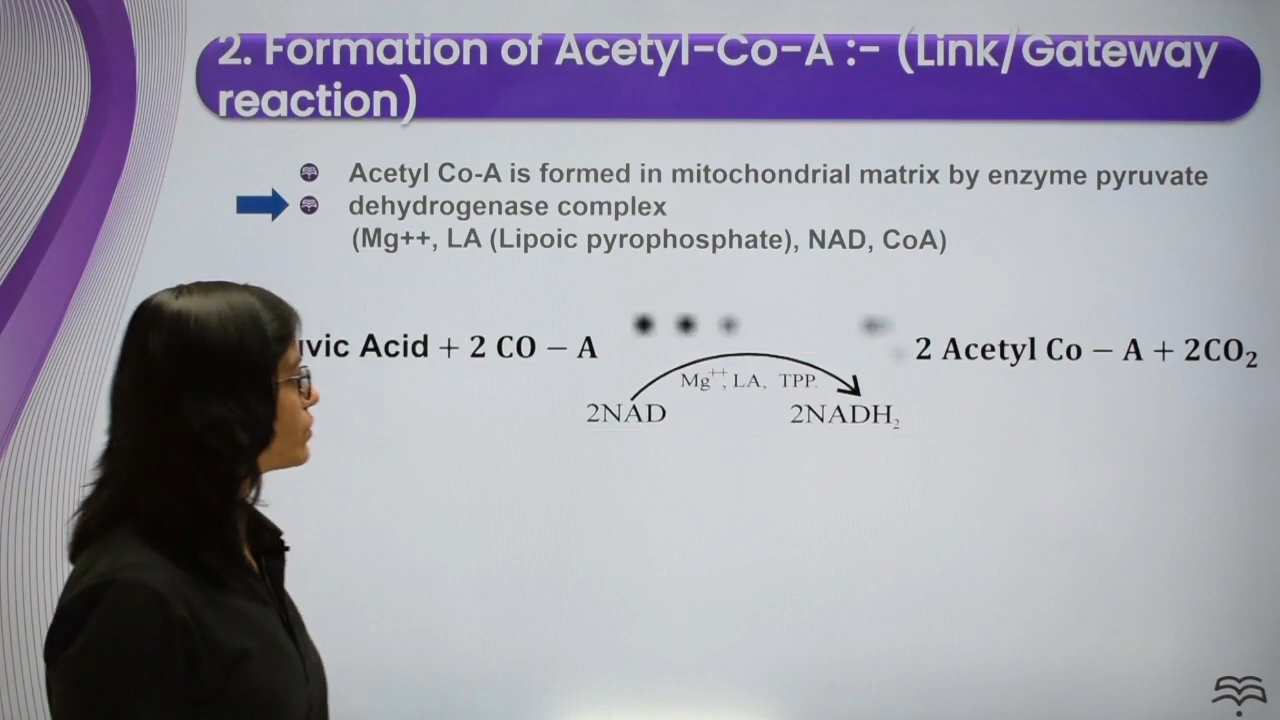 2. Formation of Acetyl-Co-A :- (Link/Gateway
reaction)
Acetyl Co-A is formed in mitochondrial matrix by enzyme pyruvate
dehydrogenase complex
(Mg++, LA (Lipoic pyrophosphate), NAD, CoA)
Acid + 2 CO − A
2 Acetyl Co − A + 2CO₂
Mg⁺⁺, LA, TPP.
2NAD
2NADH₂